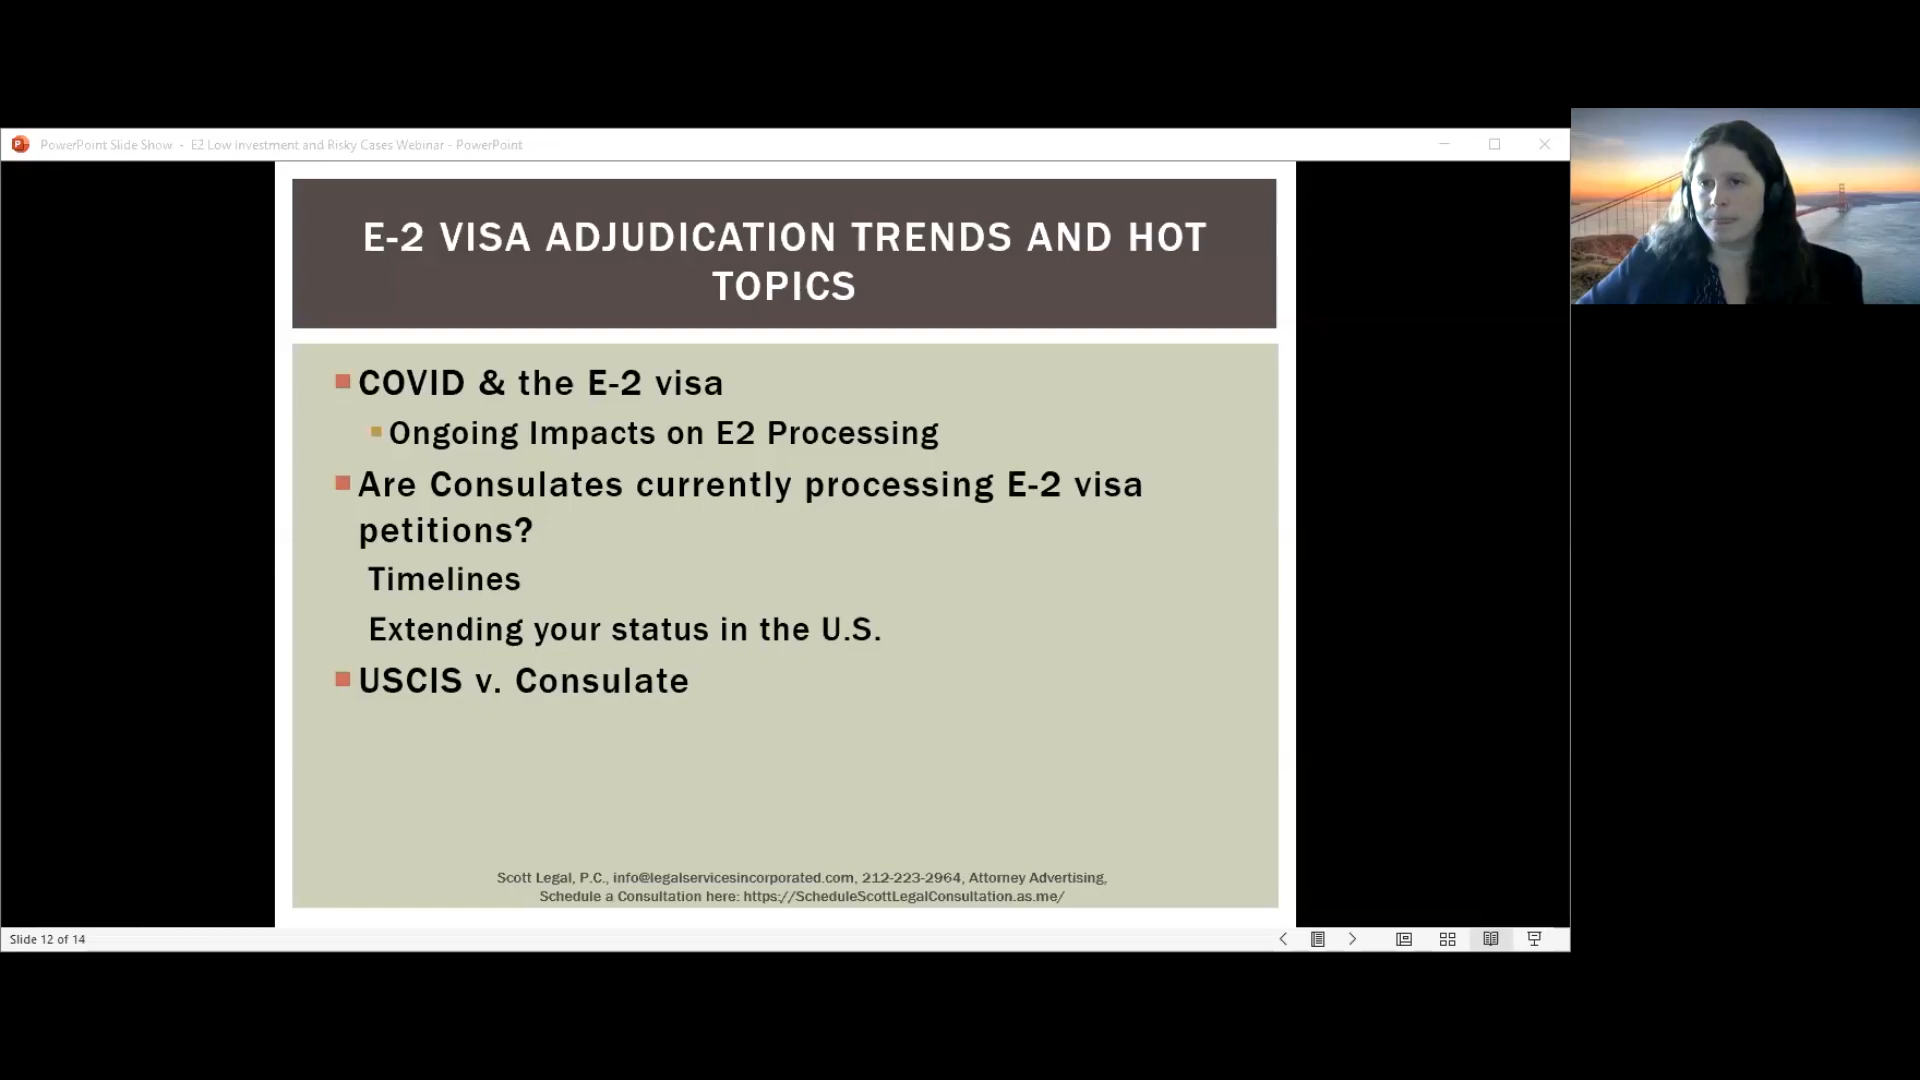 PowerPoint Slide Show - E2 Low investment and Risky Cases Webinar - PowerPoint
E-2 VISA ADJUDICATION TRENDS AND HOT
TOPICS
COVID & the E-2 visa
Ongoing Impacts on E2 Processing
Are Consulates currently processing E-2 visa
petitions?
Timelines
Extending your status in the U.S.
USCIS v. Consulate
Scott Legal, P.C., info@legalservicesincorporated.com, 212-223-2964, Attorney Advertising,
Schedule a Consultation here: https://ScheduleScottLegalConsultation.as.me/
Slide 12 of 14